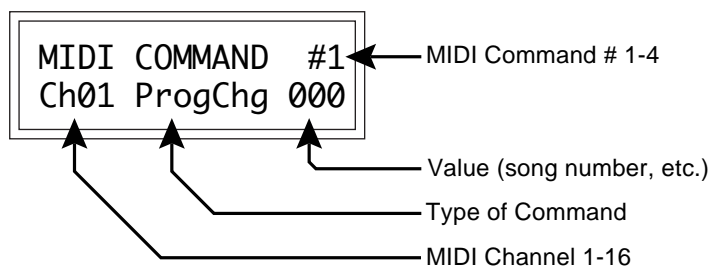 MIDI COMMAND #1
Ch01 ProgChg 000
MIDI Command # 1-4
Value (song number, etc.)
Type of Command
MIDI Channel 1-16